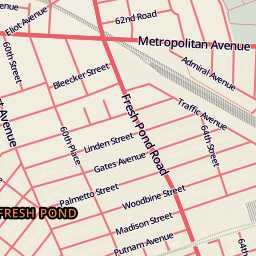 Eliot Avenue
62nd Road
Metropolitan Avenue
60th Street
Bleecker Street
Admiral Avenue
Fresh Pond Road
Traffic Avenue
64th Street
Avenue
60th Place
Linden Street
Gates Avenue
Palmetto Street
Woodbine Street
FRESH POND
Madison Street
Putnam Avenue
64th